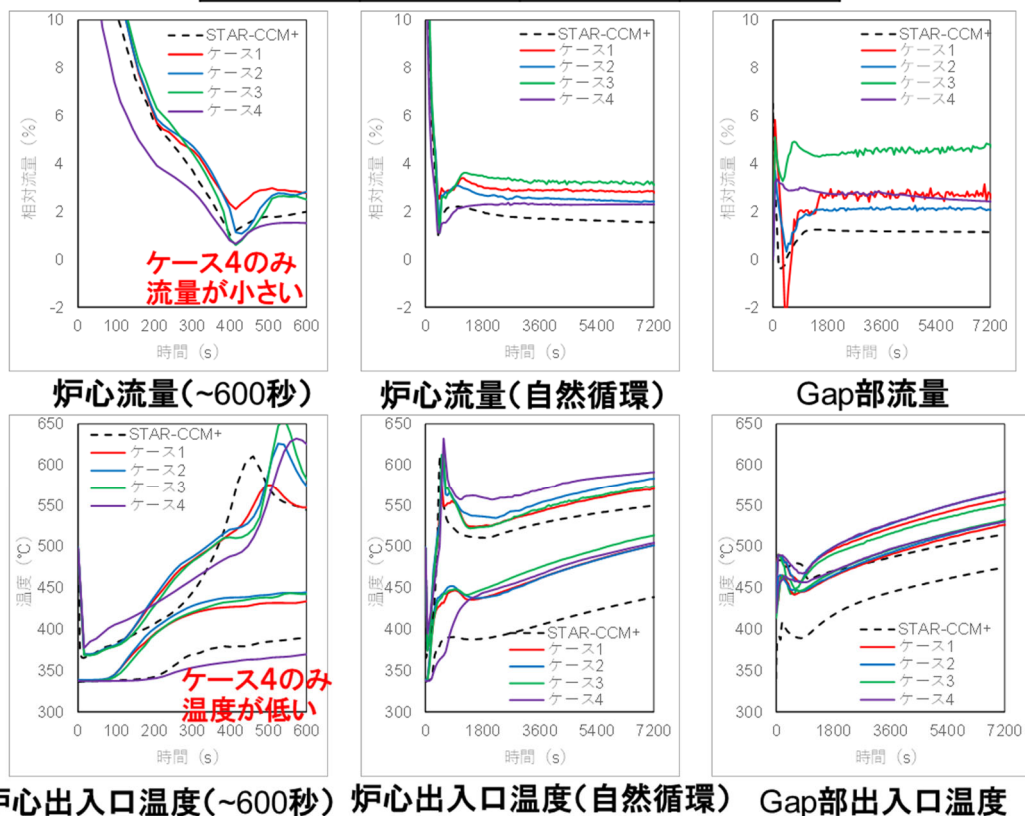 10
8
6
4
2
0
-2
相対流量 (%)
STAR-CCM+
ケース1
ケース2
ケース3
ケース4
ケース4のみ
流量が小さい
0 100 200 300 400 500 600
時間 (s)
炉心流量(~600秒)
10
8
6
4
2
0
-2
相対流量 (%)
STAR-CCM+
ケース1
ケース2
ケース3
ケース4
0 1800 3600 5400 7200
時間 (s)
炉心流量(自然循環)
10
8
6
4
2
0
-2
相対流量 (%)
STAR-CCM+
ケース1
ケース2
ケース3
ケース4
0 1800 3600 5400 7200
時間 (s)
Gap部流量
650
600
550
500
450
400
350
300
温度 (℃)
STAR-CCM+
ケース1
ケース2
ケース3
ケース4
ケース4のみ
温度が低い
0 100 200 300 400 500 600
時間 (s)
炉心出入口温度(~600秒)
650
600
550
500
450
400
350
300
温度 (℃)
STAR-CCM+
ケース1
ケース2
ケース3
ケース4
0 1800 3600 5400 7200
時間 (s)
炉心出入口温度(自然循環)
650
600
550
500
450
400
350
300
温度 (℃)
STAR-CCM+
ケース1
ケース2
ケース3
ケース4
0 1800 3600 5400 7200
時間 (s)
Gap部出入口温度